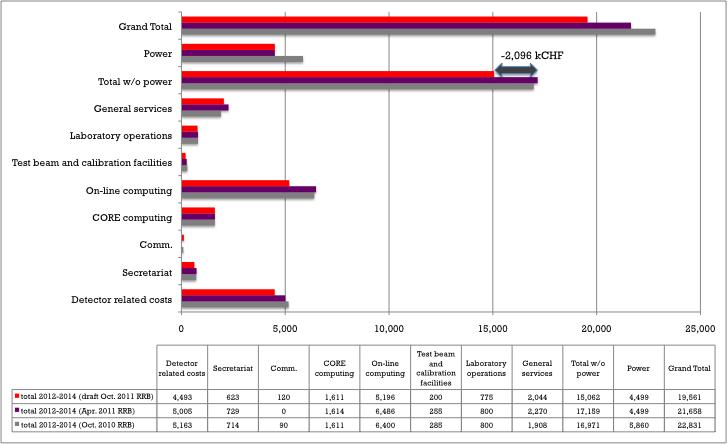 Grand Total
Power
-2,096 kCHF
Total w/o power
General services
Laboratory operations
Test beam and calibration facilities
On-line computing
CORE computing
Comm.
Secretariat
Detector related costs
0 5,000 10,000 15,000 20,000 25,000
Detector related costs Secretariat Comm. CORE computing On-line computing Test beam and calibration facilities Laboratory operations General services Total w/o power Power Grand Total
total 2012-2014 (draft Oct. 2011 RRB) 4,493 623 120 1,611 5,196 200 775 2,044 15,062 4,499 19,561
total 2012-2014 (Apr. 2011 RRB) 5,005 729 0 1,614 6,486 255 800 2,270 17,159 4,499 21,658
total 2012-2014 (Oct. 2010 RRB) 5,163 714 90 1,611 6,400 285 800 1,908 16,971 5,860 22,831